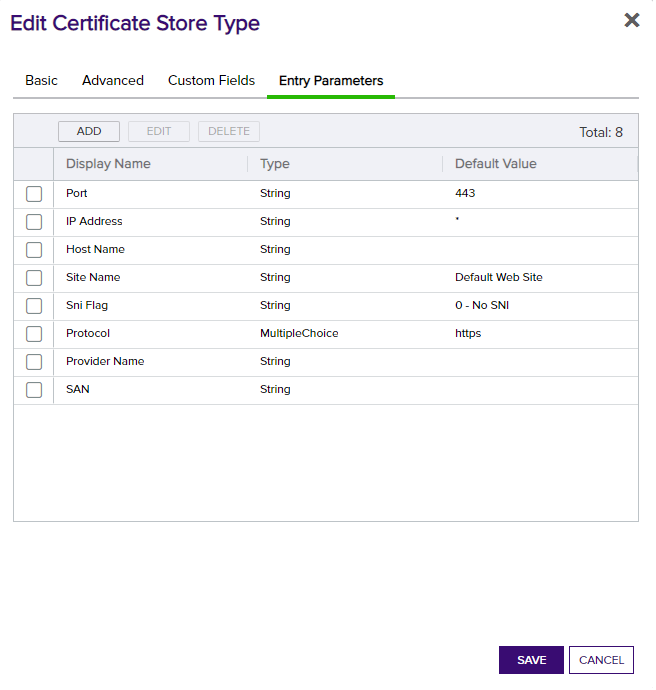 Edit Certificate Store Type
Basic Advanced Custom Fields Entry Parameters
ADD EDIT DELETE Total: 8
Display Name Type Default Value
Port String 443
IP Address String *
Host Name String
Site Name String Default Web Site
Sni Flag String 0 - No SNI
Protocol MultipleChoice https
Provider Name String
SAN String
SAVE CANCEL